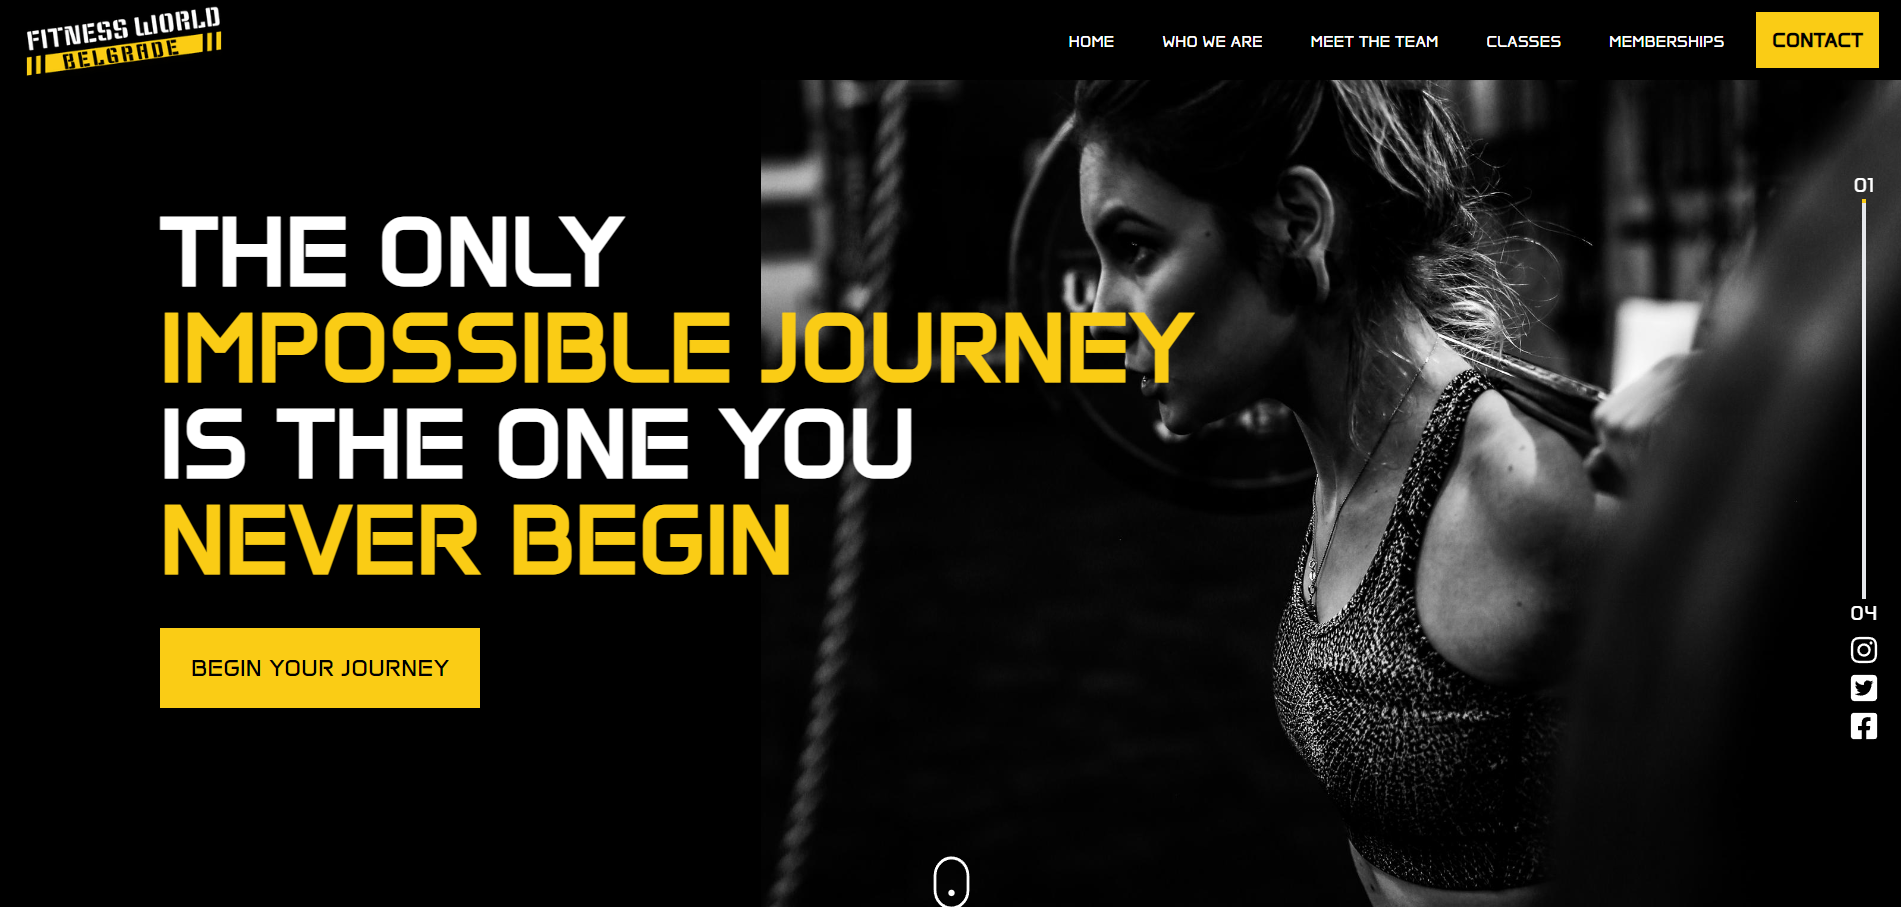 FITNESS WORLD
BELGRADE
HOME
WHO WE ARE
MEET THE TEAM
CLASSES
MEMBERSHIPS
CONTACT
THE ONLY
IMPOSSIBLE JOURNEY
IS THE ONE YOU
NEVER BEGIN
BEGIN YOUR JOURNEY
01
04